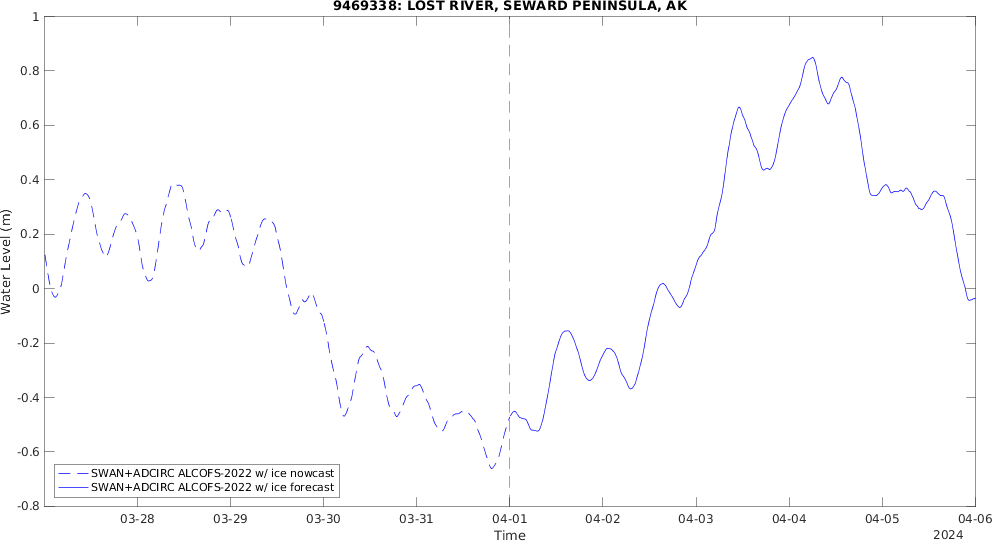 9469338: LOST RIVER, SEWARD PENINSULA, AK
1
0.8
0.6
0.4
0.2
0
-0.2
-0.4
-0.6
-0.8
Water Level (m)
SWAN+ADCIRC ALCOFS-2022 w/ ice nowcast
SWAN+ADCIRC ALCOFS-2022 w/ ice forecast
03-28 03-29 03-30 03-31 04-01 04-02 04-03 04-04 04-05 04-06
Time
2024